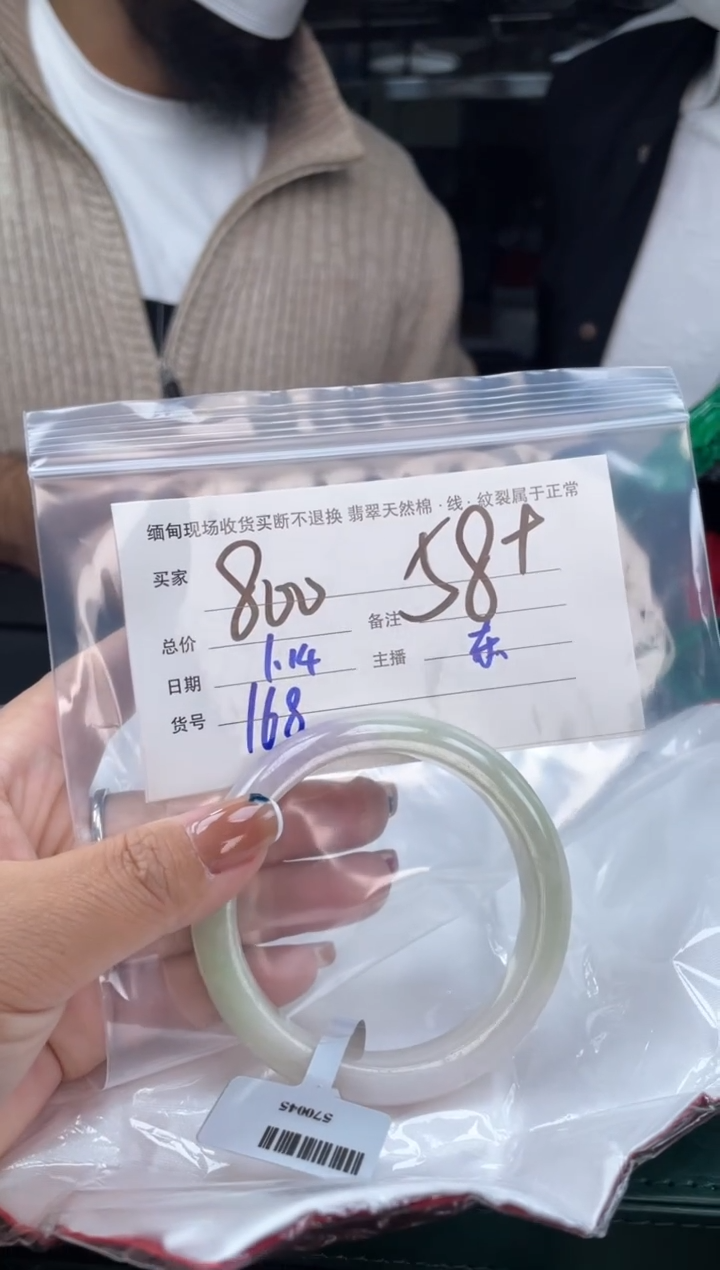 缅甸现场收货买断不退换 翡翠天然棉·线·紋裂属于正常
买家 800 58+
总价 备注
日期 1.14 主播 东
货号 168
570045